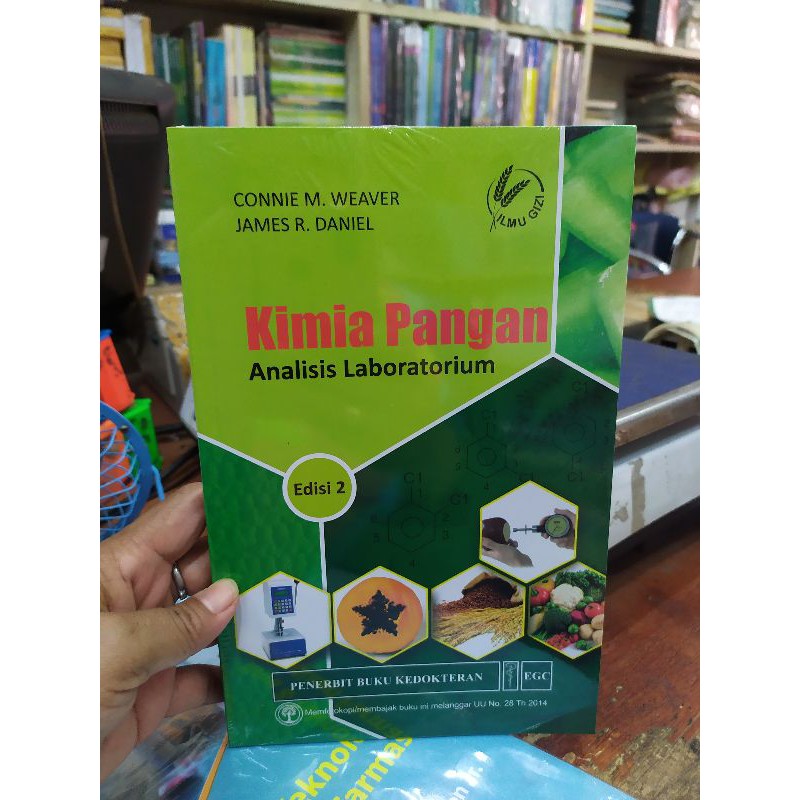 CONNIE M. WEAVER
JAMES R. DANIEL
ILMU GIZI
Kimia Pangan
Analisis Laboratorium
Edisi 2
PENERBIT BUKU KEDOKTERAN
EGC
Memfotokopi/membajak buku ini melanggar UU No. 28 Th 2014